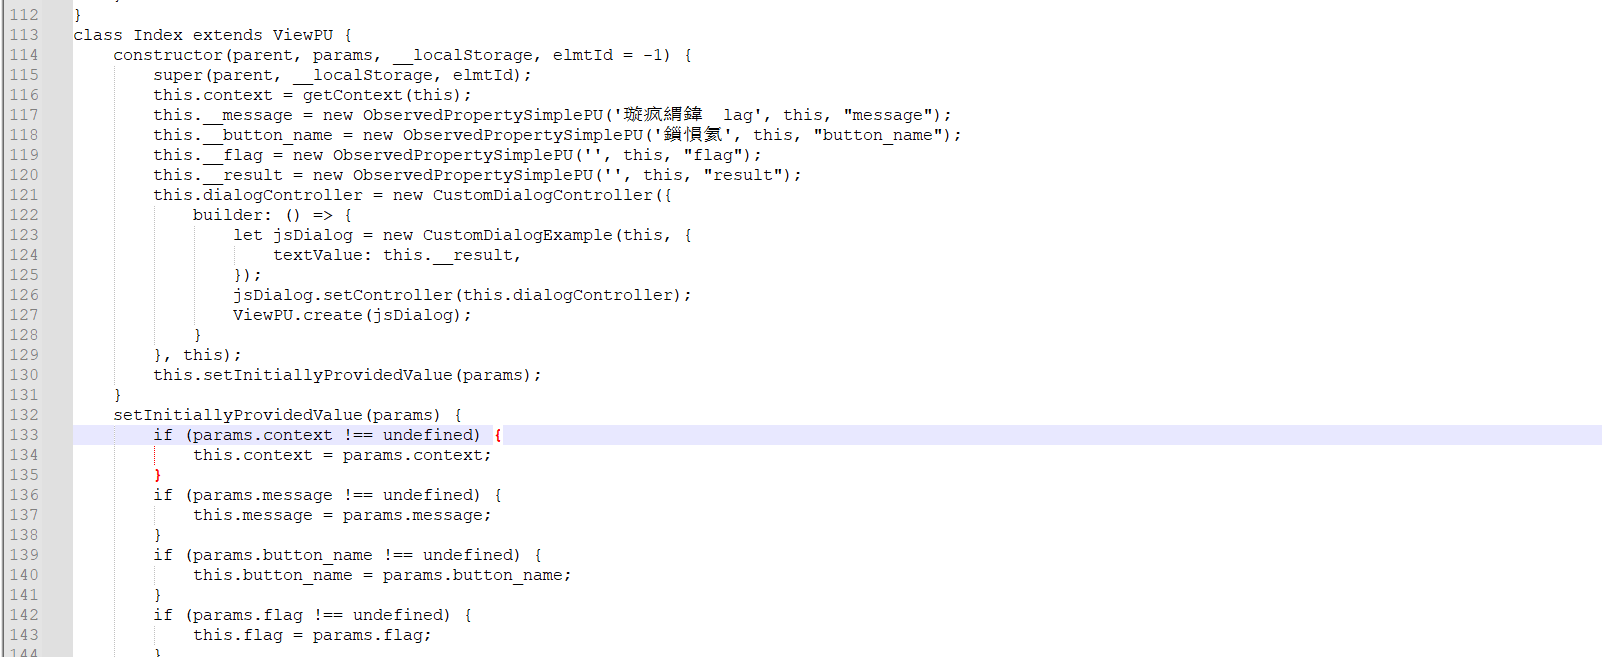 112 }
113 class Index extends ViewPU {
114 constructor(parent, params, __localStorage, elmtId = -1) {
115 super(parent, __localStorage, elmtId);
116 this.context = getContext(this);
117 this.__message = new ObservedPropertySimplePU('璇疯緭鍏 lag', this, "message");
118 this.__button_name = new ObservedPropertySimplePU('鎻愪氦', this, "button_name");
119 this.__flag = new ObservedPropertySimplePU('', this, "flag");
120 this.__result = new ObservedPropertySimplePU('', this, "result");
121 this.dialogController = new CustomDialogController({
122 builder: () => {
123 let jsDialog = new CustomDialogExample(this, {
124 textValue: this.__result,
125 });
126 jsDialog.setController(this.dialogController);
127 ViewPU.create(jsDialog);
128 }
129 }, this);
130 this.setInitiallyProvidedValue(params);
131 }
132 setInitiallyProvidedValue(params) {
133 if (params.context !== undefined) {
134 this.context = params.context;
135 }
136 if (params.message !== undefined) {
137 this.message = params.message;
138 }
139 if (params.button_name !== undefined) {
140 this.button_name = params.button_name;
141 }
142 if (params.flag !== undefined) {
143 this.flag = params.flag;
144 }